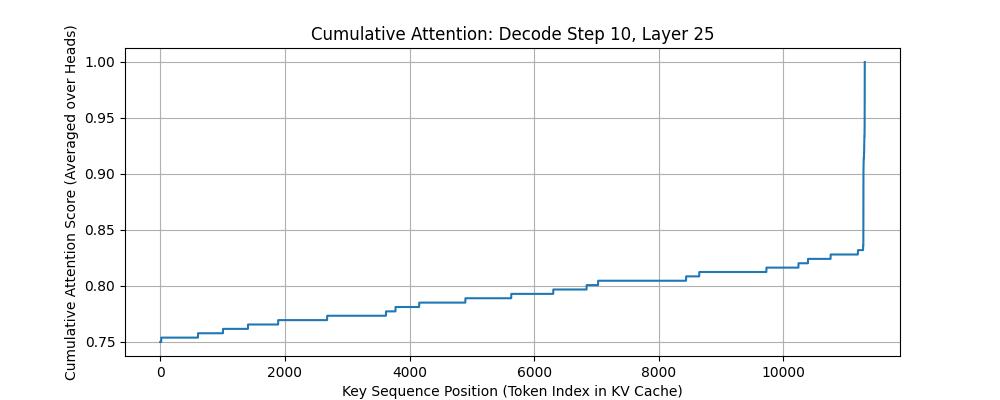 Cumulative Attention: Decode Step 10, Layer 25
Cumulative Attention Score (Averaged over Heads)
1.00
0.95
0.90
0.85
0.80
0.75
0 2000 4000 6000 8000 10000
Key Sequence Position (Token Index in KV Cache)